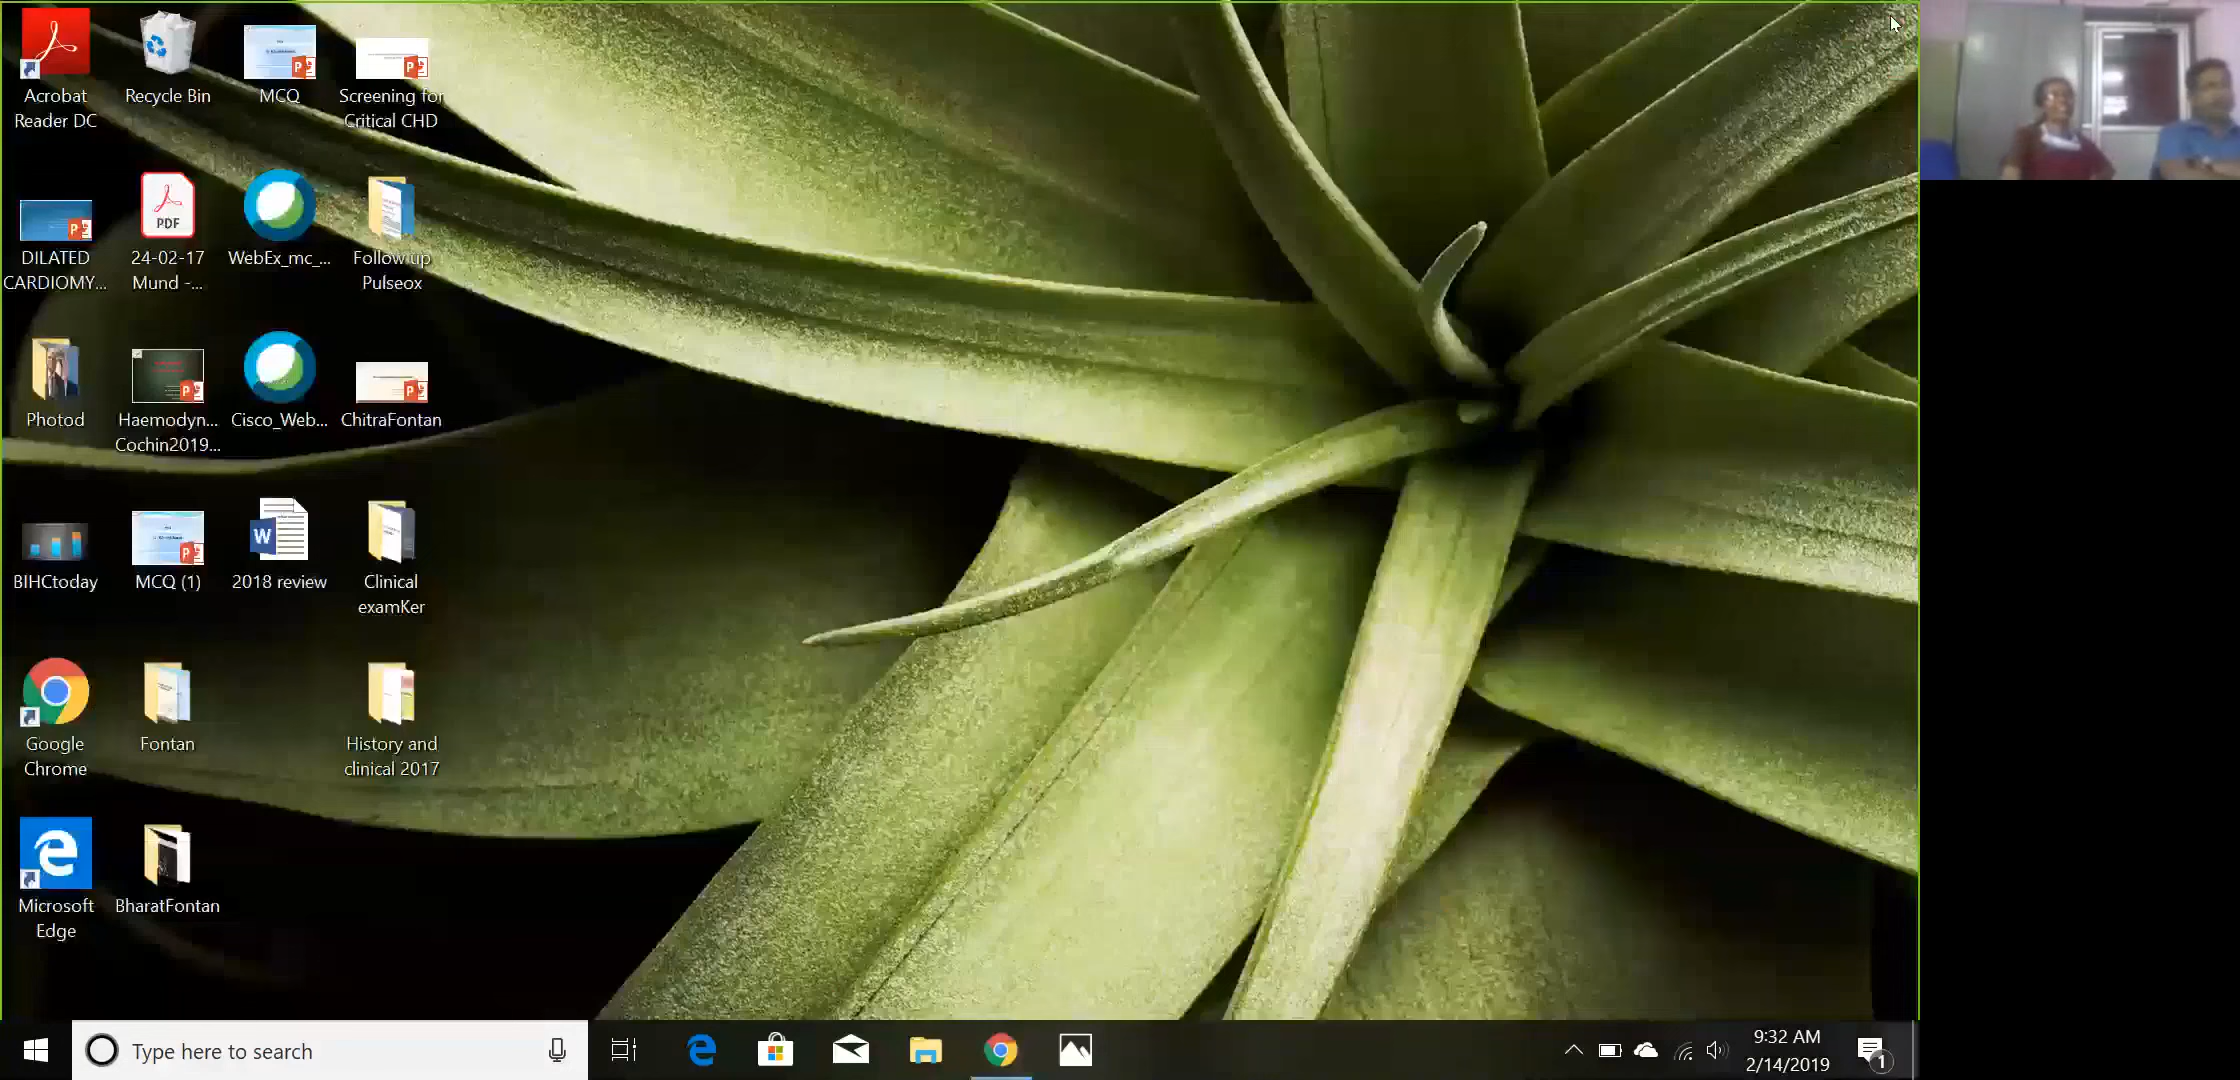 Acrobat
Reader DC
Recycle Bin
MCQ
Screening for
Critical CHD
DILATED
CARDIOMY...
PDF
24-02-17
Mund -...
WebEx_mc_...
Follow up
Pulseox
Photod
Haemodyn...
Cochin2019...
Cisco_Web...
ChitraFontan
BIHCtoday
MCQ (1)
W
2018 review
Clinical
examKer
Google
Chrome
Fontan
History and
clinical 2017
Microsoft
Edge
BharatFontan
Type here to search
9:32 AM
2/14/2019
1